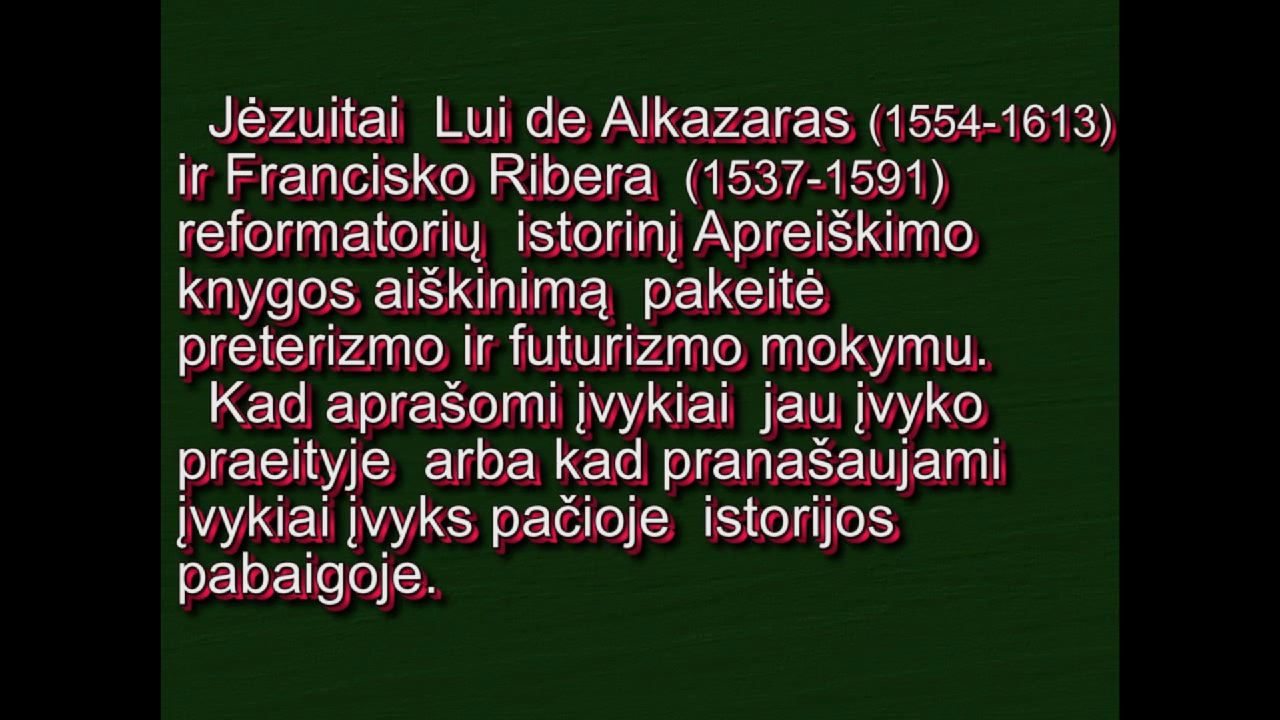 Jėzuitai Lui de Alkazaras (1554-1613)
ir Francisko Ribera (1537-1591)
reformatorių istorinį Apreiškimo
knygos aiškinimą pakeitė
preterizmo ir futurizmo mokymu.
Kad aprašomi įvykiai jau įvyko
praeityje arba kad pranašaujami
įvykiai įvyks pačioje istorijos
pabaigoje.